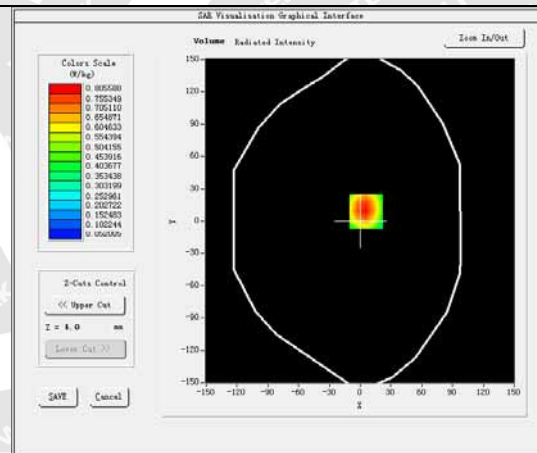 SAR Visualisation Graphical Interface
Volume Radiated Intensity
Zoom In/Out
Colors Scale
(W/kg)
0.805588
0.755349
0.705110
0.654871
0.604633
0.554394
0.504155
0.453916
0.403677
0.353438
0.303199
0.252961
0.202722
0.152483
0.102244
0.052005
150
120
90
60
30
0
-30
-60
-90
-120
-150
Y
-150 -120 -90 -60 -30 0 30 60 90 120 150
X
Z-Cuts Control
<< Upper Cut
Z = 4.0 mm
Lower Cut >>
SAVE Cancel